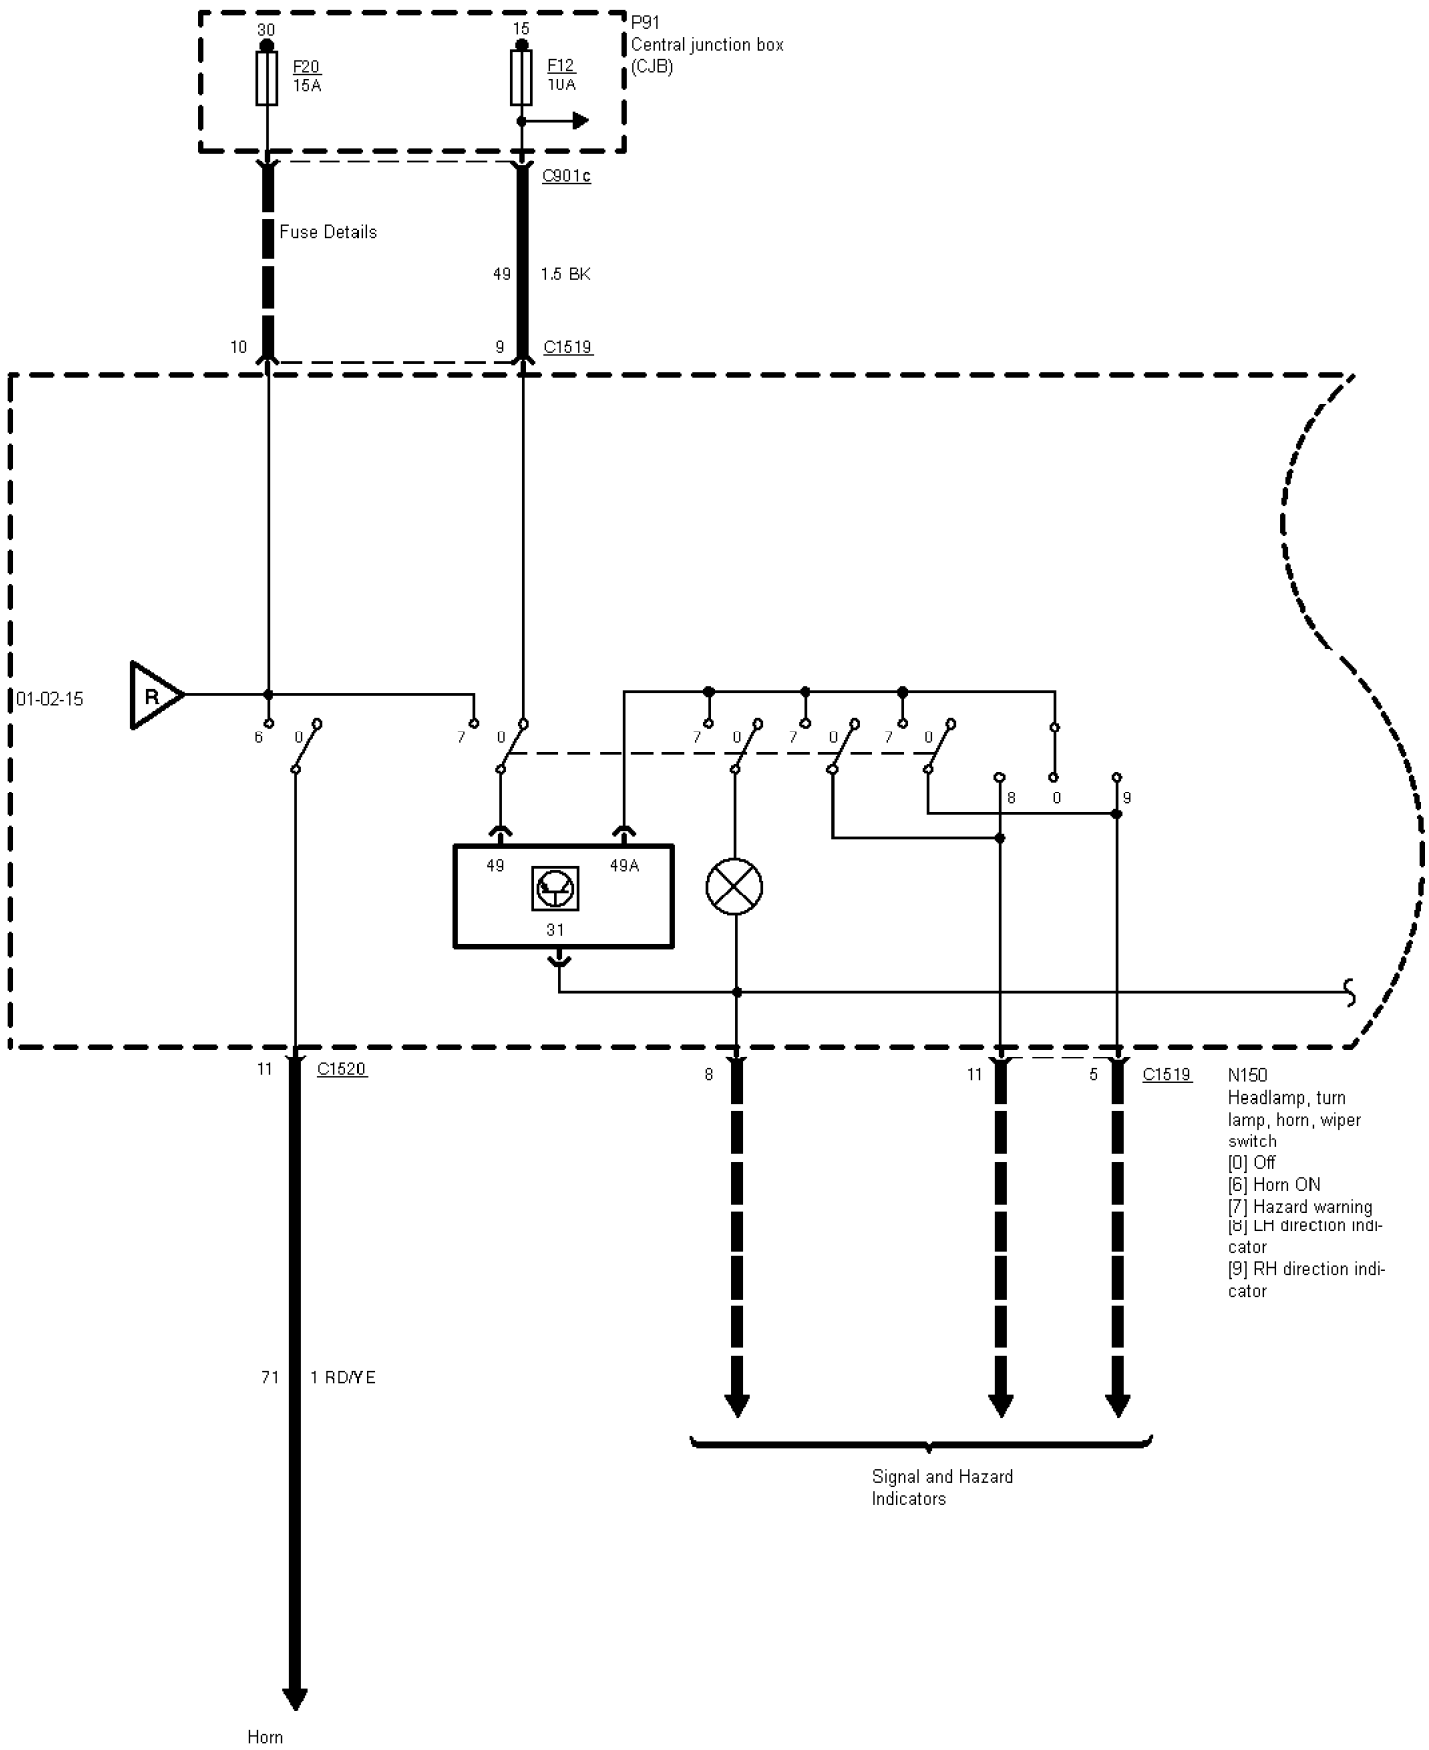 30
15
P91
Central junction box
(CJB)
F20
15A
F12
10A
C901c
Fuse Details
49
1.5 BK
10
9
C1519
01-02-15
R
6
0
7
0
7
0
7
0
7
0
8
0
9
49
49A
31
11
C1520
8
11
5
C1519
N150
Headlamp, turn
lamp, horn, wiper
switch
[0] Off
[6] Horn ON
[7] Hazard warning
[8] LH direction indi-
cator
[9] RH direction indi-
cator
71
1 RD/YE
Signal and Hazard
Indicators
Horn